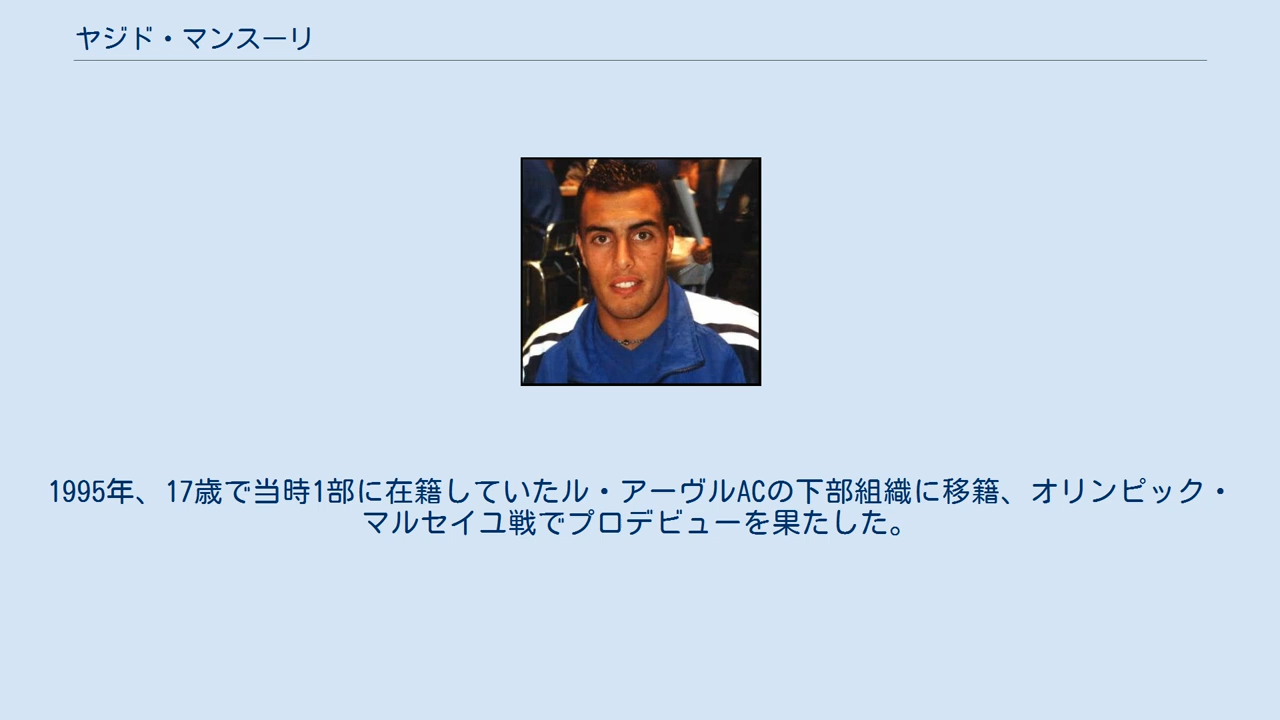 ヤジド・マンスーリ
1995年、17歳で当時1部に在籍していたル・アーヴルACの下部組織に移籍、オリンピック・
マルセイユ戦でプロデビューを果たした。